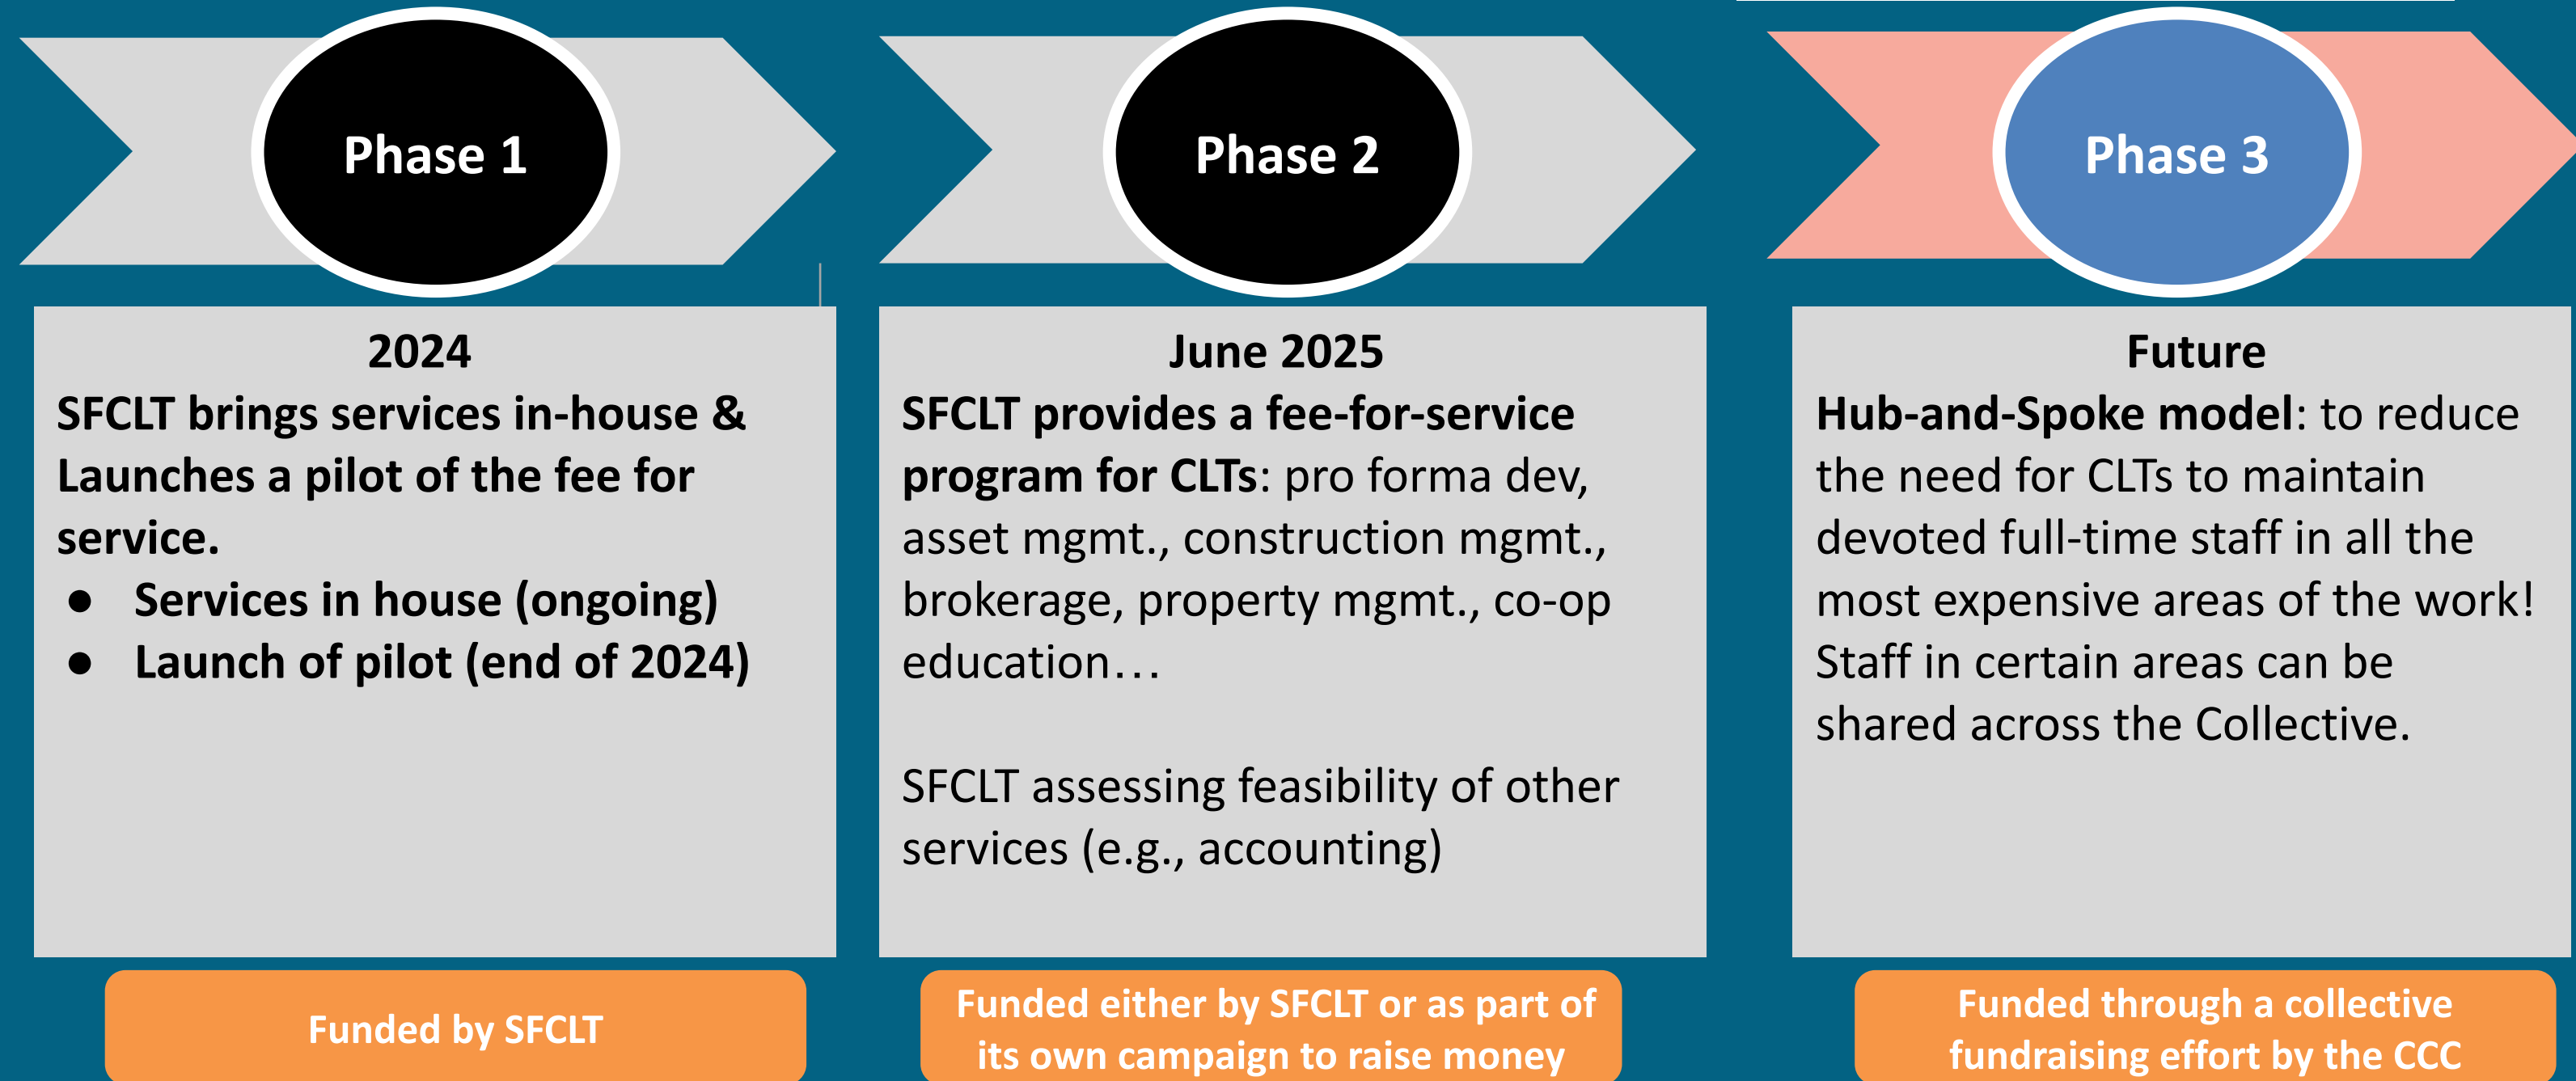 Phase 1
Phase 2
Phase 3
2024
SFCLT brings services in-house &
Launches a pilot of the fee for
service.
● Services in house (ongoing)
● Launch of pilot (end of 2024)
Funded by SFCLT
June 2025
SFCLT provides a fee-for-service
program for CLTs: pro forma dev,
asset mgmt., construction mgmt.,
brokerage, property mgmt., co-op
education…
SFCLT assessing feasibility of other
services (e.g., accounting)
Funded either by SFCLT or as part of
its own campaign to raise money
Future
Hub-and-Spoke model: to reduce
the need for CLTs to maintain
devoted full-time staff in all the
most expensive areas of the work!
Staff in certain areas can be
shared across the Collective.
Funded through a collective
fundraising effort by the CCC